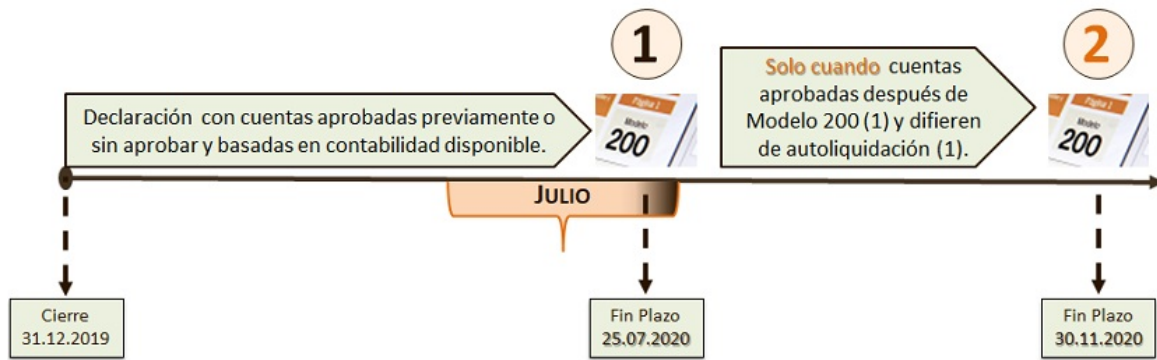 1
2
Declaración con cuentas aprobadas previamente o
sin aprobar y basadas en contabilidad disponible.
Página 1
Modelo
200
Solo cuando cuentas
aprobadas después de
Modelo 200 (1) y difieren
de autoliquidación (1).
Página 1
Modelo
200
JULIO
Cierre
31.12.2019
Fin Plazo
25.07.2020
Fin Plazo
30.11.2020